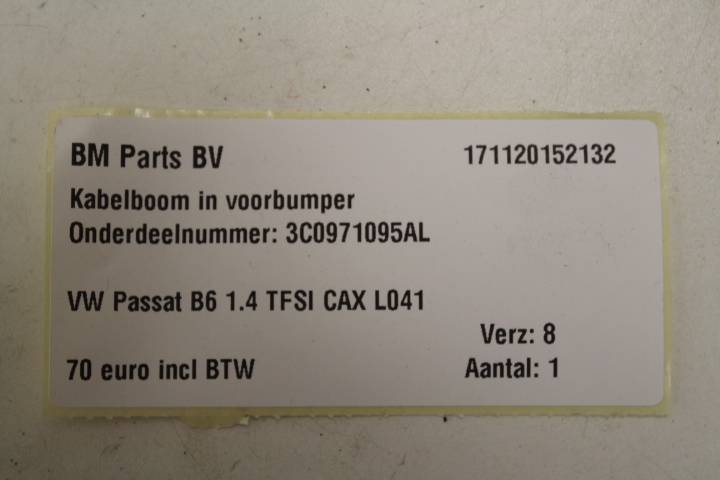 BM Parts BV 171120152132
Kabelboom in voorbumper
Onderdeelnummer: 3C0971095AL
VW Passat B6 1.4 TFSI CAX L041
Verz: 8
70 euro incl BTW Aantal: 1